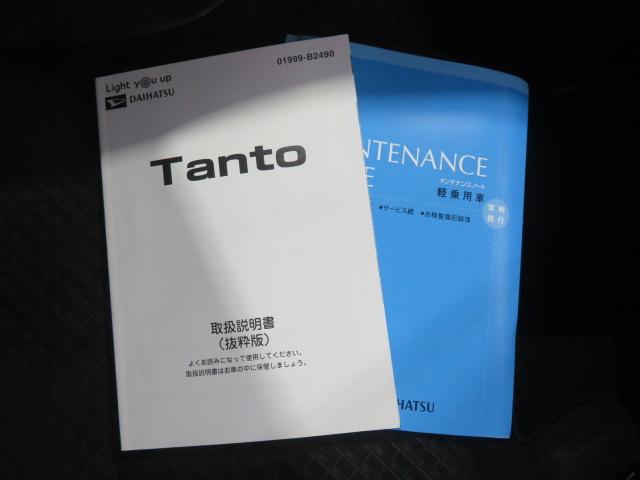 01999-B2490
Light you up
DAIHATSU
Tanto
取扱説明書
（抜粋版）
よくお読みになって使用してください。
取扱説明書はお車の中に保管しましょう。
NTENANCE
E
メンテナンスノート
軽乗用車
常時
携行
●サービス網 ●点検整備記録簿
HATSU